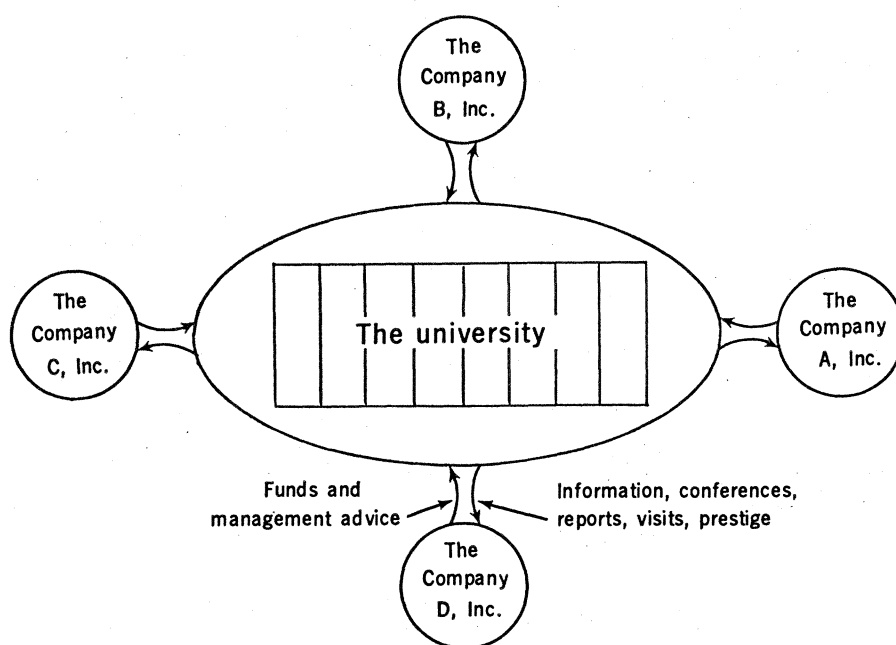 The
Company
B, Inc.
The
Company
C, Inc.
The university
The
Company
A, Inc.
Funds and
management advice
Information, conferences,
reports, visits, prestige
The
Company
D, Inc.